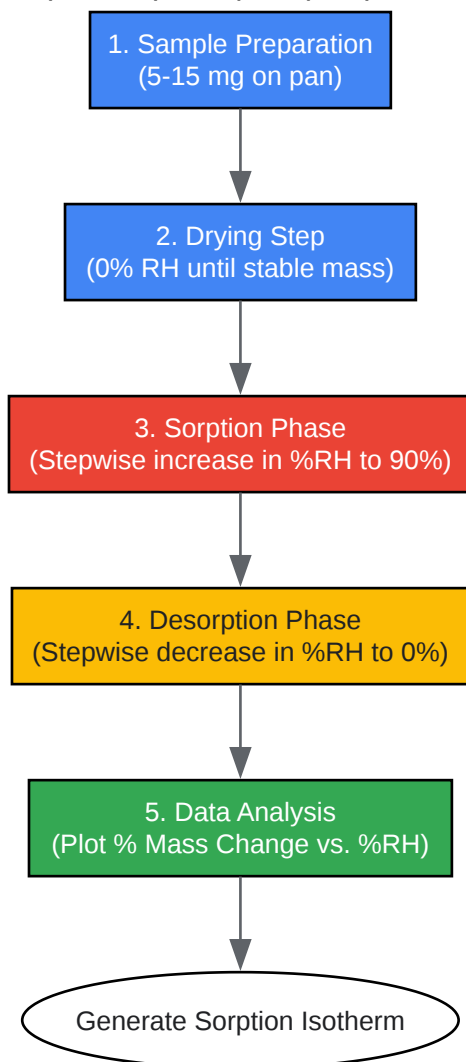 1. Sample Preparation
(5-15 mg on pan)
2. Drying Step
(0% RH until stable mass)
3. Sorption Phase
(Stepwise increase in %RH to 90%)
4. Desorption Phase
(Stepwise decrease in %RH to 0%)
5. Data Analysis
(Plot % Mass Change vs. %RH)
Generate Sorption Isotherm